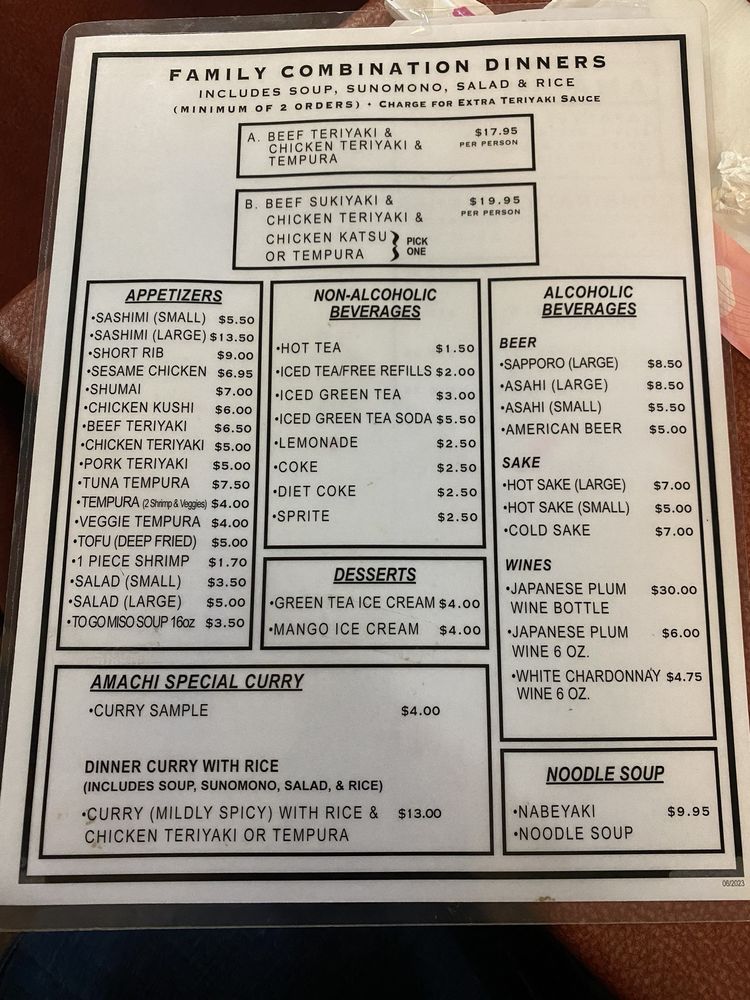 FAMILY COMBINATION DINNERS
INCLUDES SOUP, SUNOMONO, SALAD & RICE
(MINIMUM OF 2 ORDERS) • CHARGE FOR EXTRA TERIYAKI SAUCE
A. BEEF TERIYAKI & $17.95
CHICKEN TERIYAKI & PER PERSON
TEMPURA
B. BEEF SUKIYAKI & $19.95
CHICKEN TERIYAKI & PER PERSON
CHICKEN KATSU PICK
OR TEMPURA ONE
APPETIZERS
•SASHIMI (SMALL) $5.50
•SASHIMI (LARGE) $13.50
•SHORT RIB $9.00
•SESAME CHICKEN $6.95
•SHUMAI $7.00
•CHICKEN KUSHI $6.00
•BEEF TERIYAKI $6.50
•CHICKEN TERIYAKI $5.00
•PORK TERIYAKI $5.00
•TUNA TEMPURA $7.50
•TEMPURA (2 Shrimp & Veggies) $4.00
•VEGGIE TEMPURA $4.00
•TOFU (DEEP FRIED) $5.00
•1 PIECE SHRIMP $1.70
•SALAD (SMALL) $3.50
•SALAD (LARGE) $5.00
•TO GO MISO SOUP 16oz $3.50
NON-ALCOHOLIC
BEVERAGES
•HOT TEA $1.50
•ICED TEA/FREE REFILLS $2.00
•ICED GREEN TEA $3.00
•ICED GREEN TEA SODA $5.50
•LEMONADE $2.50
•COKE $2.50
•DIET COKE $2.50
•SPRITE $2.50
DESSERTS
•GREEN TEA ICE CREAM $4.00
•MANGO ICE CREAM $4.00
ALCOHOLIC
BEVERAGES
BEER
•SAPPORO (LARGE) $8.50
•ASAHI (LARGE) $8.50
•ASAHI (SMALL) $5.50
•AMERICAN BEER $5.00
SAKE
•HOT SAKE (LARGE) $7.00
•HOT SAKE (SMALL) $5.00
•COLD SAKE $7.00
WINES
•JAPANESE PLUM $30.00
WINE BOTTLE
•JAPANESE PLUM $6.00
WINE 6 OZ.
•WHITE CHARDONNAY $4.75
WINE 6 OZ.
AMACHI SPECIAL CURRY
•CURRY SAMPLE $4.00
DINNER CURRY WITH RICE
(INCLUDES SOUP, SUNOMONO, SALAD, & RICE)
•CURRY (MILDLY SPICY) WITH RICE & $13.00
CHICKEN TERIYAKI OR TEMPURA
NOODLE SOUP
•NABEYAKI $9.95
•NOODLE SOUP
06/2023